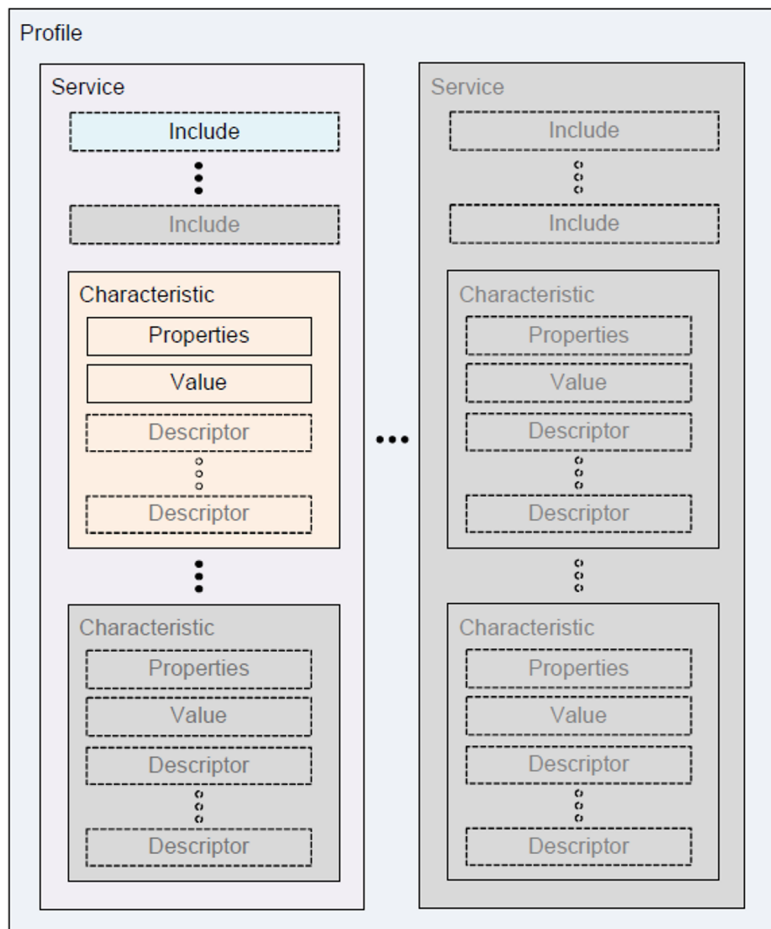 Profile
Service
Include
Include
Characteristic
Properties
Value
Descriptor
Descriptor
Characteristic
Properties
Value
Descriptor
Descriptor
Service
Include
Include
Characteristic
Properties
Value
Descriptor
Descriptor
Characteristic
Properties
Value
Descriptor
Descriptor